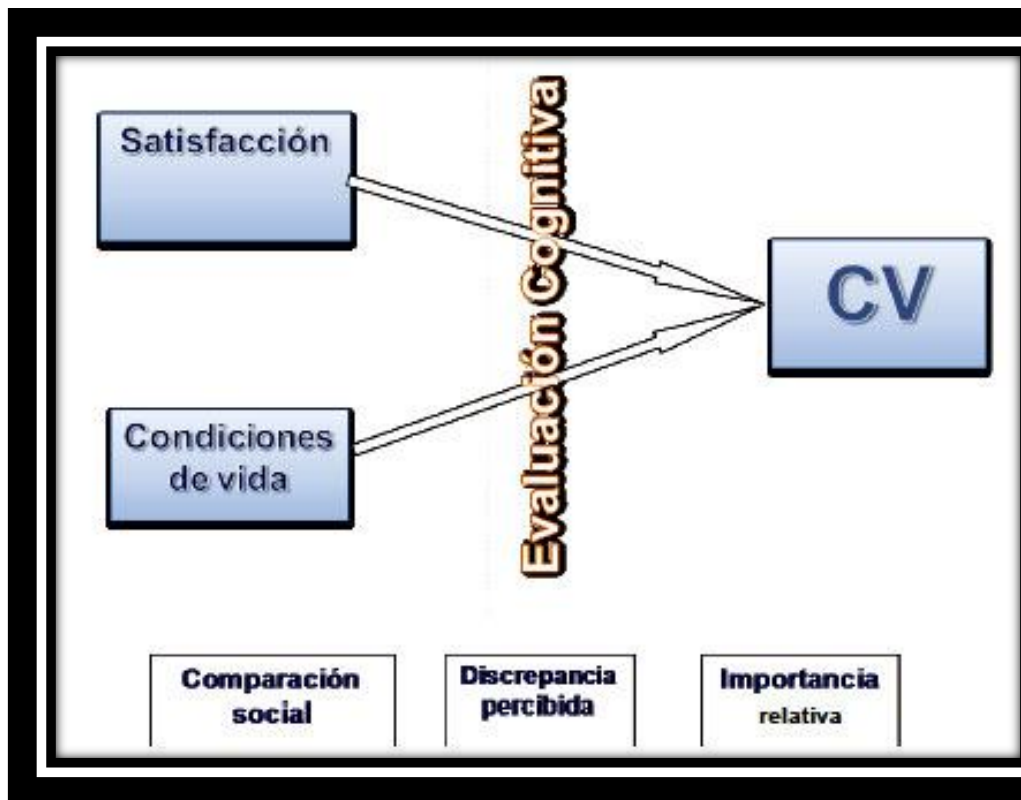 Satisfacción
Evaluación Cognitiva
CV
Condiciones
de vida
Comparación
social
Discrepancia
percibida
Importancia
relativa